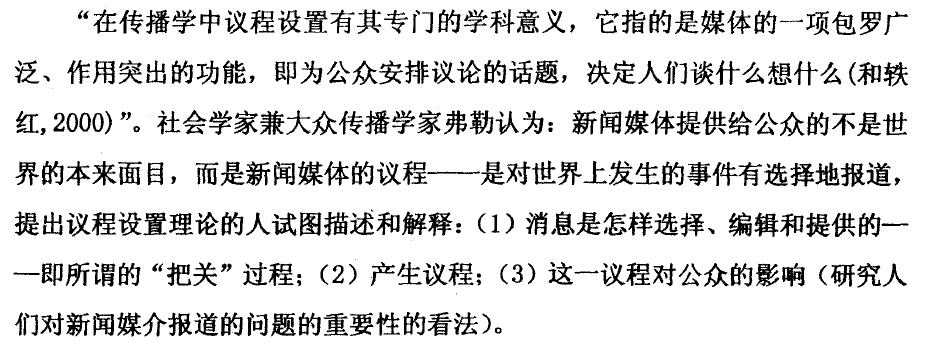 “在传播学中议程设置有其专门的学科意义，它指的是媒体的一项包罗广
泛、作用突出的功能，即为公众安排议论的话题，决定人们谈什么想什么(和轶
红,2000)”。社会学家兼大众传播学家弗勒认为：新闻媒体提供给公众的不是世
界的本来面目，而是新闻媒体的议程——是对世界上发生的事件有选择地报道，
提出议程设置理论的人试图描述和解释：（1）消息是怎样选择、编辑和提供的—
—即所谓的“把关”过程；（2）产生议程；（3）这一议程对公众的影响（研究人
们对新闻媒介报道的问题的重要性的看法）。